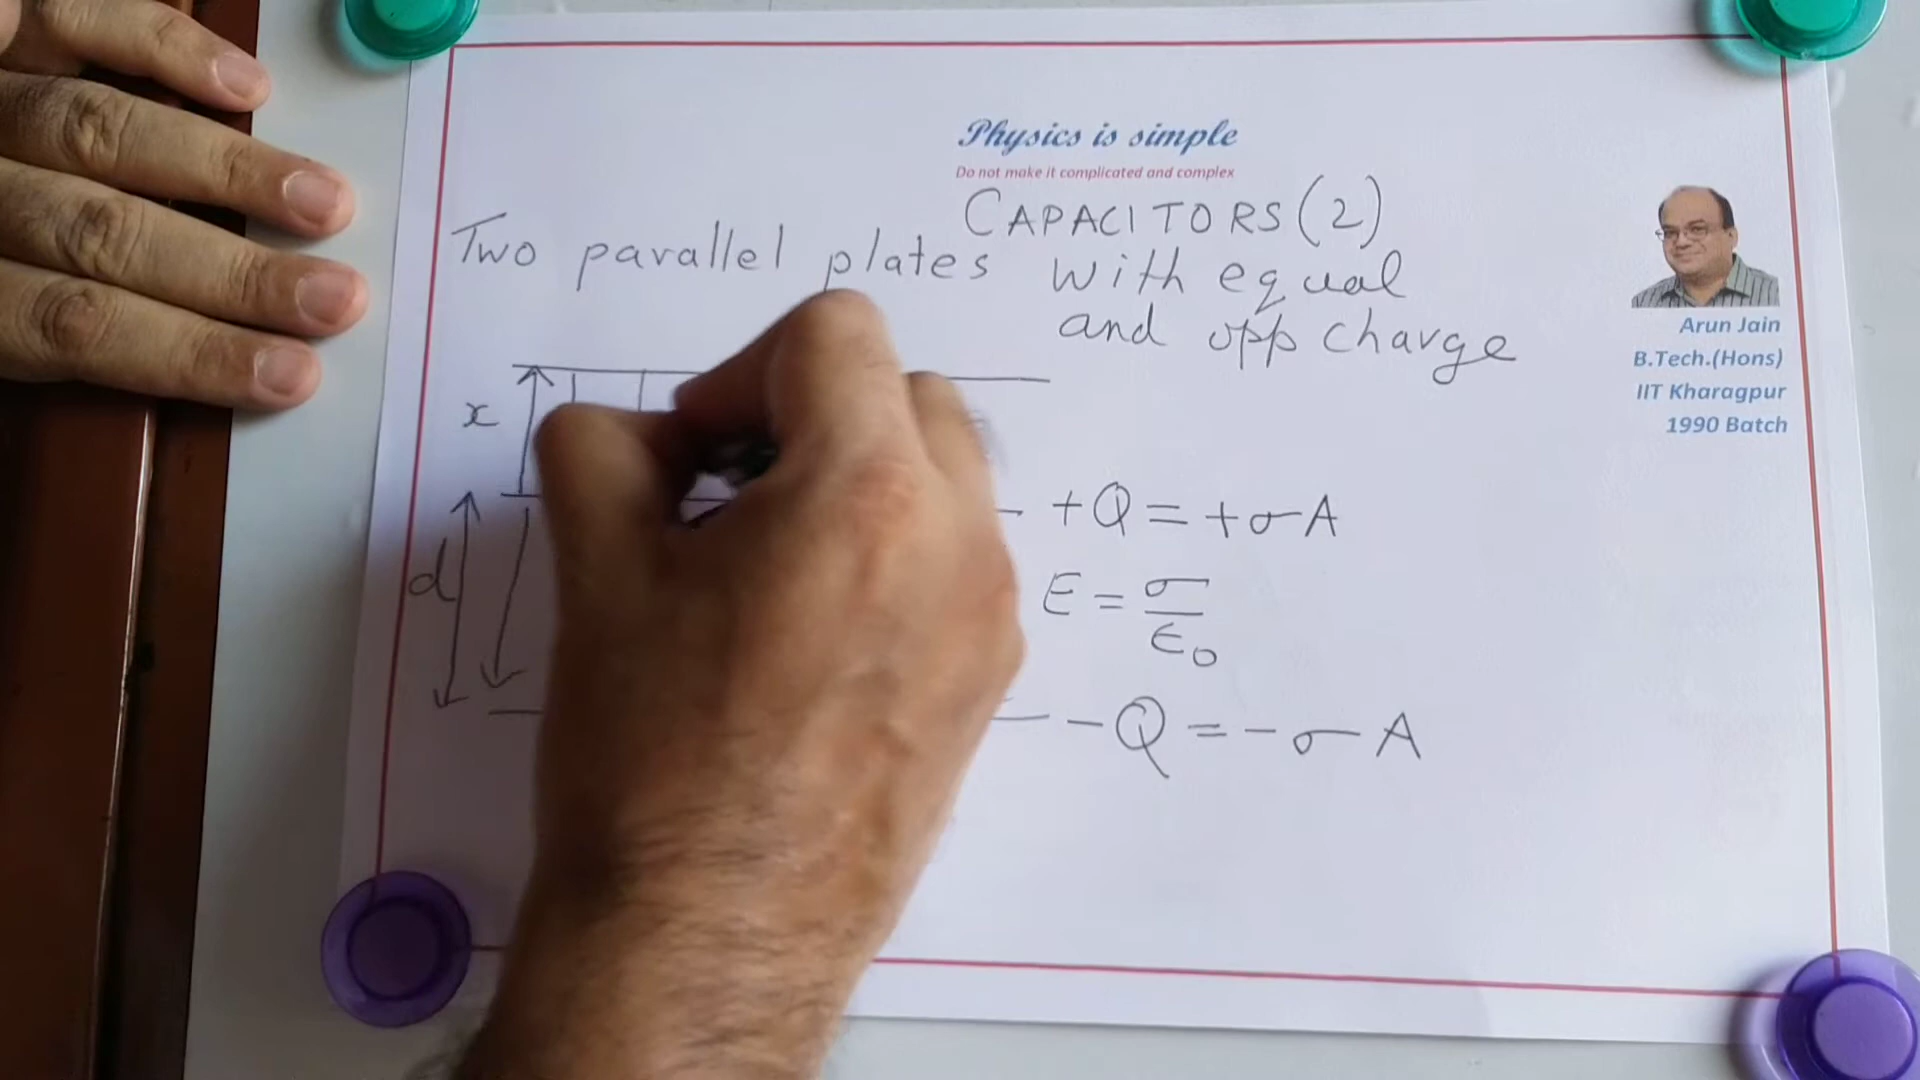 Physics is simple
Do not make it complicated and complex
CAPACITORS (2)
Two parallel plates with equal
and opp charge
Arun Jain
B.Tech.(Hons)
IIT Kharagpur
1990 Batch
x
+Q = +σA
d
E = σ/ϵ₀
-Q = -σA